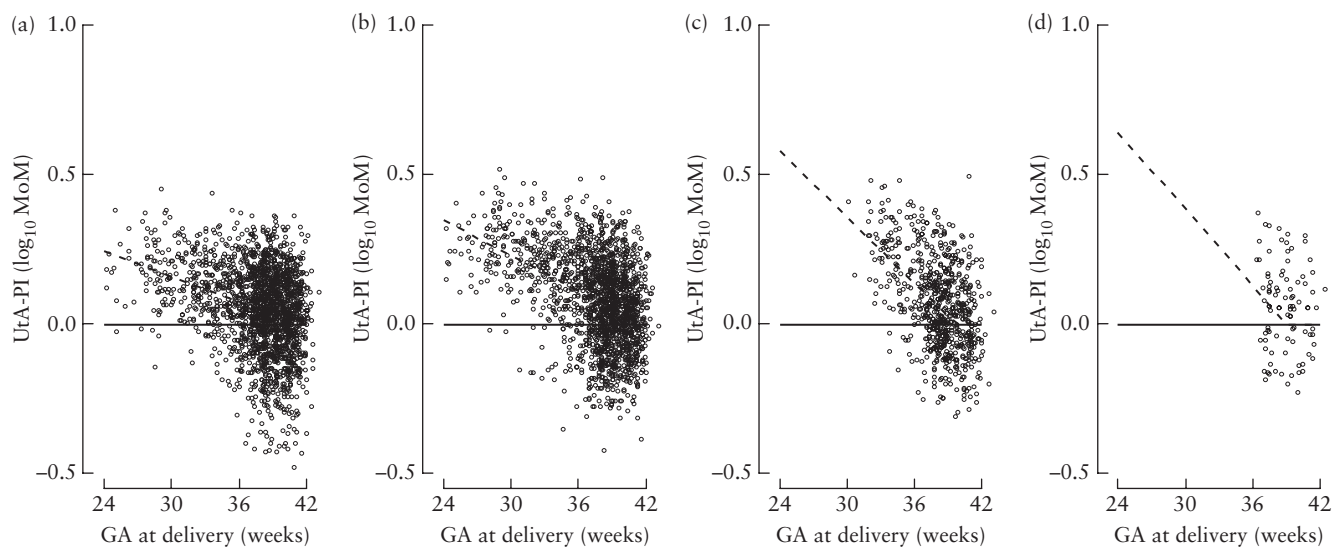 (a)
1.0
0.5
0.0
–0.5
UtA-PI (log10 MoM)
24 30 36 42
GA at delivery (weeks)
(b)
1.0
0.5
0.0
–0.5
UtA-PI (log10 MoM)
24 30 36 42
GA at delivery (weeks)
(c)
1.0
0.5
0.0
–0.5
UtA-PI (log10 MoM)
24 30 36 42
GA at delivery (weeks)
(d)
1.0
0.5
0.0
–0.5
UtA-PI (log10 MoM)
24 30 36 42
GA at delivery (weeks)